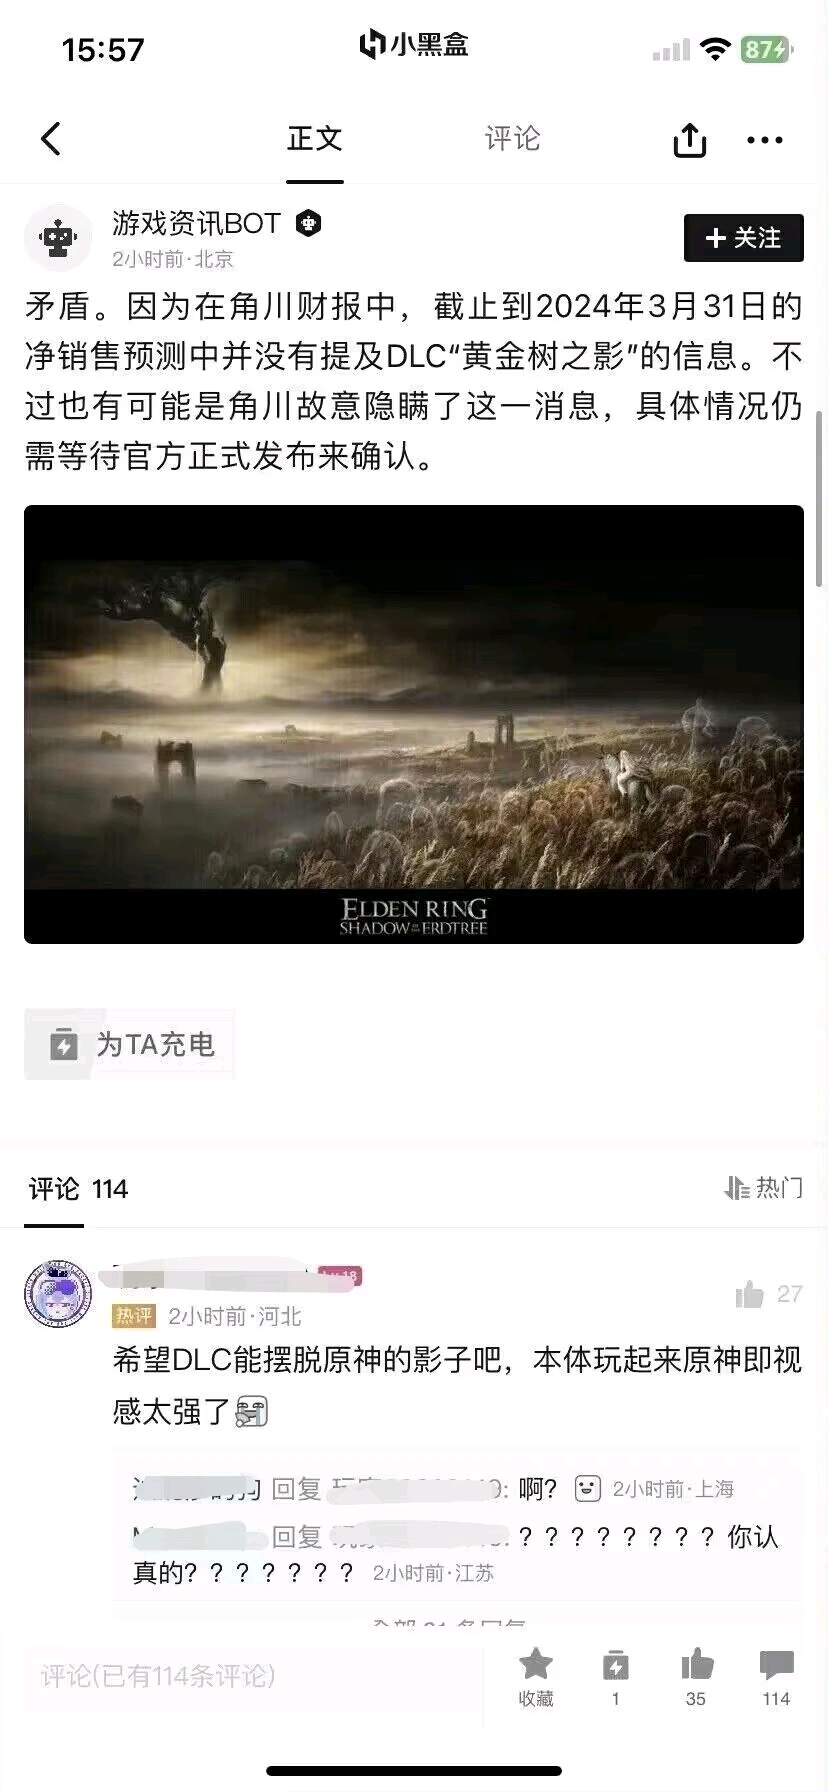 15:57
小黑盒
87
正文
评论
游戏资讯BOT
+ 关注
2小时前·北京
矛盾。因为在角川财报中，截止到2024年3月31日的
净销售预测中并没有提及DLC“黄金树之影”的信息。不
过也有可能是角川故意隐瞒了这一消息，具体情况仍
需等待官方正式发布来确认。
ELDEN RING
SHADOW OF THE ERDTREE
为TA充电
评论 114
热门
热评 2小时前·河北
27
希望DLC能摆脱原神的影子吧，本体玩起来原神即视
感太强了
回复 : 啊? 2小时前·上海
回复 ？？？？？？？？你认
真的?？？？？？？ 2小时前·江苏
评论(已有114条评论)
收藏
1
35
114